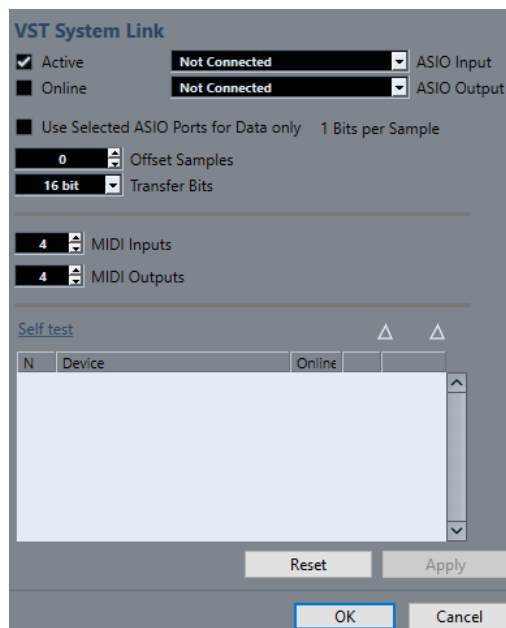 VST System Link
Active Not Connected ASIO Input
Online Not Connected ASIO Output
Use Selected ASIO Ports for Data only 1 Bits per Sample
0 Offset Samples
16 bit Transfer Bits
4 MIDI Inputs
4 MIDI Outputs
Self test
N Device Online
Reset Apply
OK Cancel